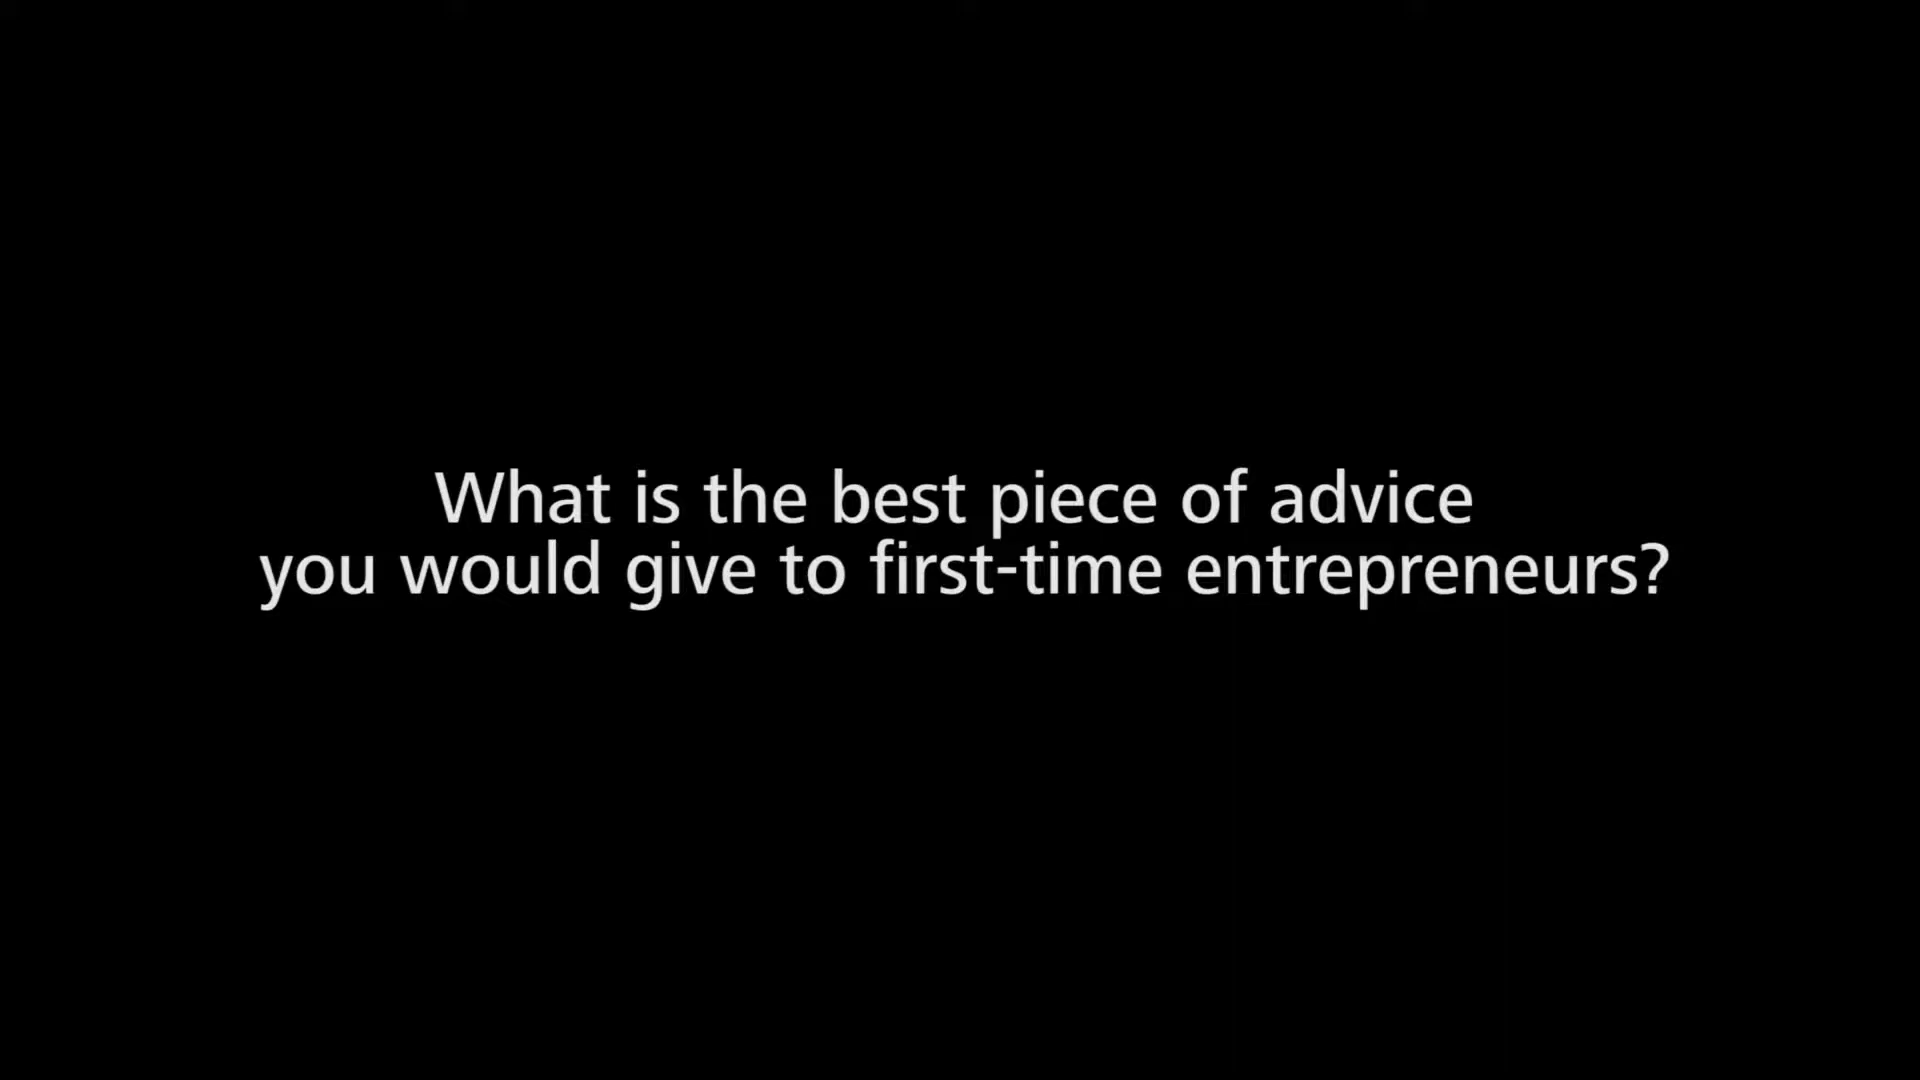 What is the best piece of advice
you would give to first-time entrepreneurs?